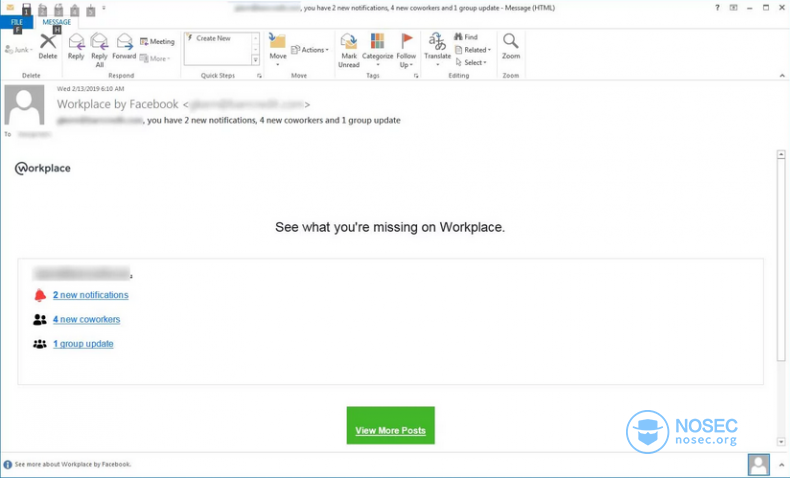 , you have 2 new notifications, 4 new coworkers and 1 group update - Message (HTML)
FILE MESSAGE
F H
Junk
Delete
Reply
Reply All
Forward
Meeting
More
Create New
Move
Actions
Mark Unread
Categorize
Follow Up
Translate
Find
Related
Select
Zoom
Delete Respond Quick Steps Move Tags Editing Zoom
Wed 2/13/2019 6:10 AM
Workplace by Facebook < >
, you have 2 new notifications, 4 new coworkers and 1 group update
To
Workplace
See what you're missing on Workplace.
,
2 new notifications
4 new coworkers
1 group update
View More Posts
NOSEC
nosec.org
See more about Workplace by Facebook.